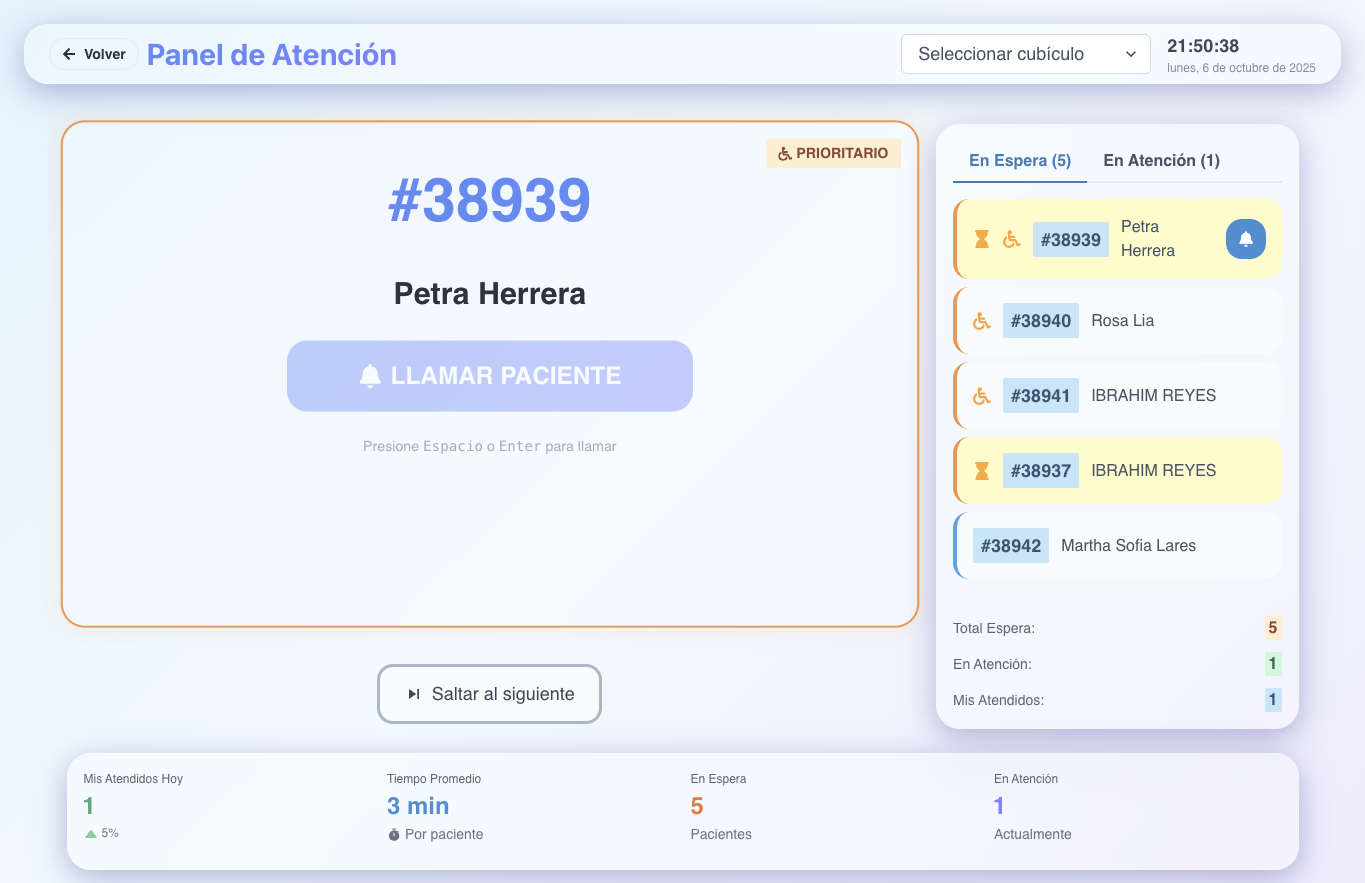 Volver
Panel de Atención
Seleccionar cubículo
21:50:38
lunes, 6 de octubre de 2025
PRIORITARIO
#38939
Petra Herrera
LLAMAR PACIENTE
Presione Espacio o Enter para llamar
Saltar al siguiente
En Espera (5)
En Atención (1)
#38939
Petra
Herrera
#38940
Rosa Lia
#38941
IBRAHIM REYES
#38937
IBRAHIM REYES
#38942
Martha Sofia Lares
Total Espera:
5
En Atención:
1
Mis Atendidos:
1
Mis Atendidos Hoy
1
5%
Tiempo Promedio
3 min
Por paciente
En Espera
5
Pacientes
En Atención
1
Actualmente